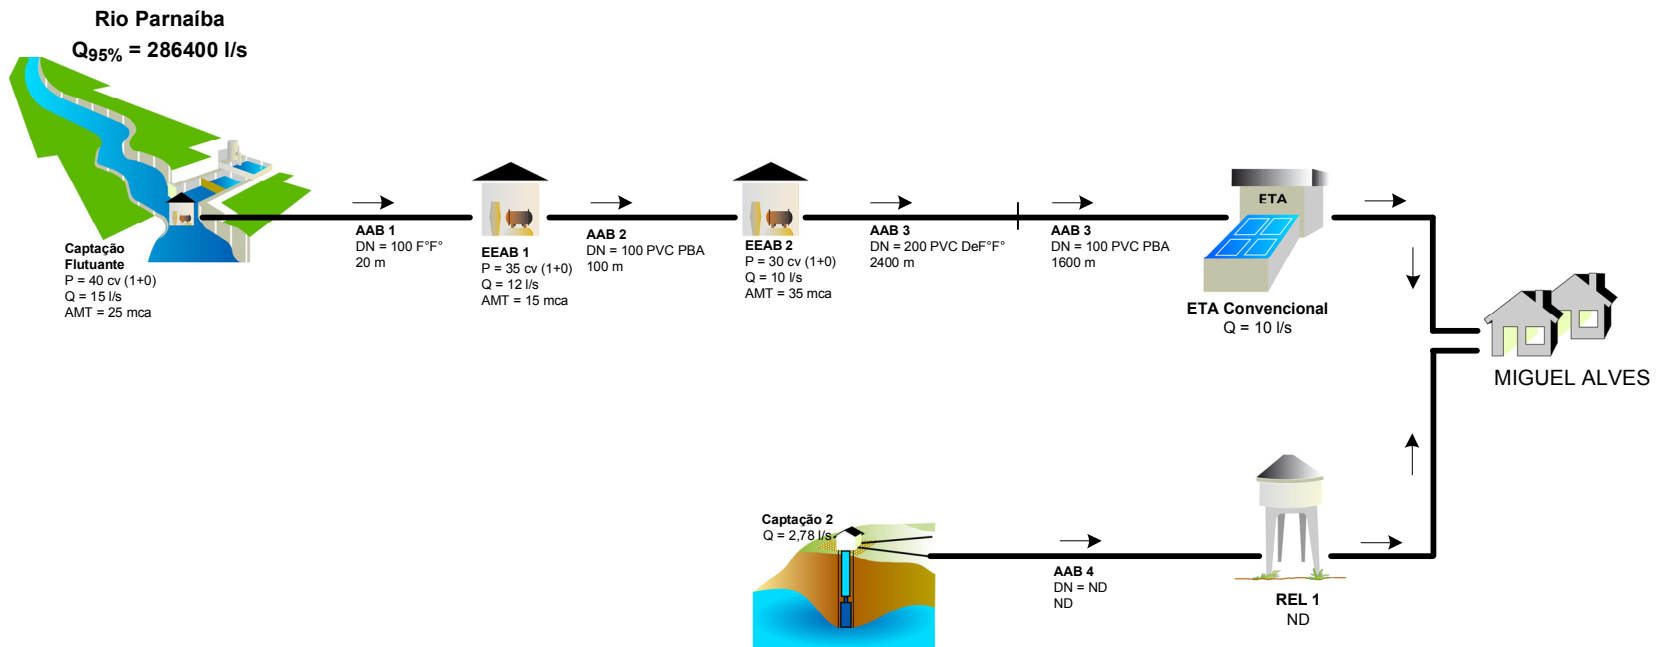 Rio Parnaíba
Q95% = 286400 l/s
Captação
Flutuante
P = 40 cv (1+0)
Q = 15 l/s
AMT = 25 mca
AAB 1
DN = 100 F°F°
20 m
EEAB 1
P = 35 cv (1+0)
Q = 12 l/s
AMT = 15 mca
AAB 2
DN = 100 PVC PBA
100 m
EEAB 2
P = 30 cv (1+0)
Q = 10 l/s
AMT = 35 mca
AAB 3
DN = 200 PVC DeF°F°
2400 m
AAB 3
DN = 100 PVC PBA
1600 m
ETA
ETA Convencional
Q = 10 l/s
MIGUEL ALVES
Captação 2
Q = 2,78 l/s
AAB 4
DN = ND
ND
REL 1
ND